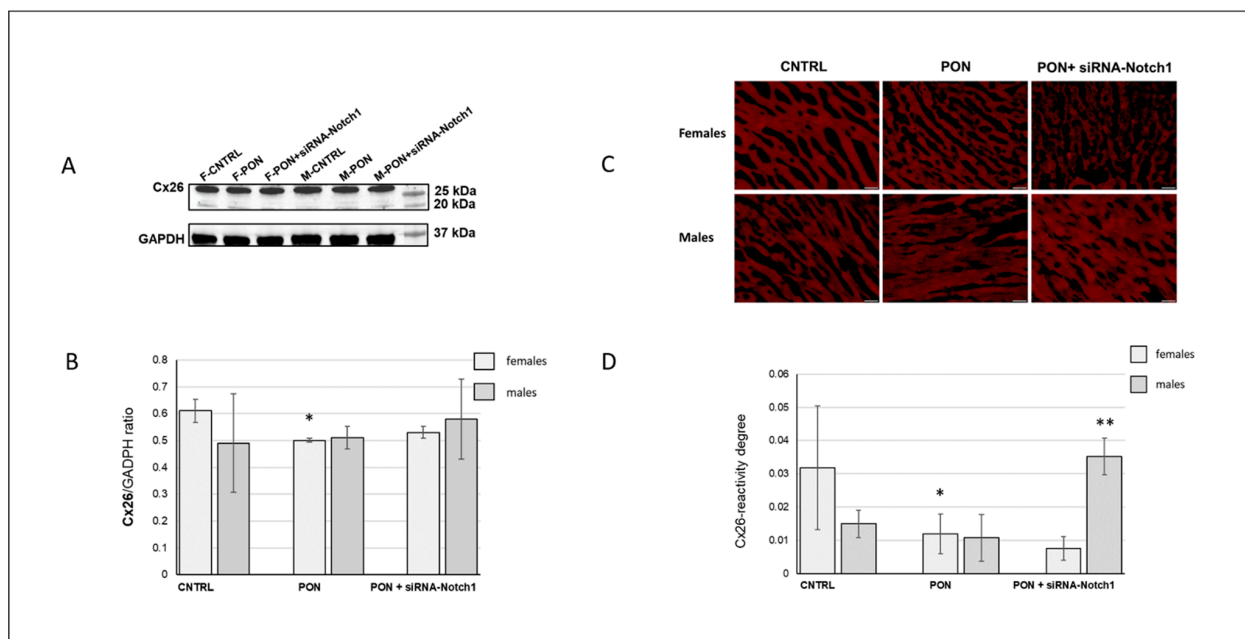 A
F-CNTRL
F-PON
F-PON+siRNA-Notch1
M-CNTRL
M-PON
M-PON+siRNA-Notch1
Cx26
25 kDa
20 kDa
GAPDH
37 kDa
B
0.8
0.7
0.6
0.5
0.4
0.3
0.2
0.1
0
Cx26/GADPH ratio
*
CNTRL
PON
PON + siRNA-Notch1
females
males
C
CNTRL
PON
PON+ siRNA-Notch1
Females
Males
D
0.06
0.05
0.04
0.03
0.02
0.01
0
Cx26-reactivity degree
*
**
CNTRL
PON
PON + siRNA-Notch1
females
males